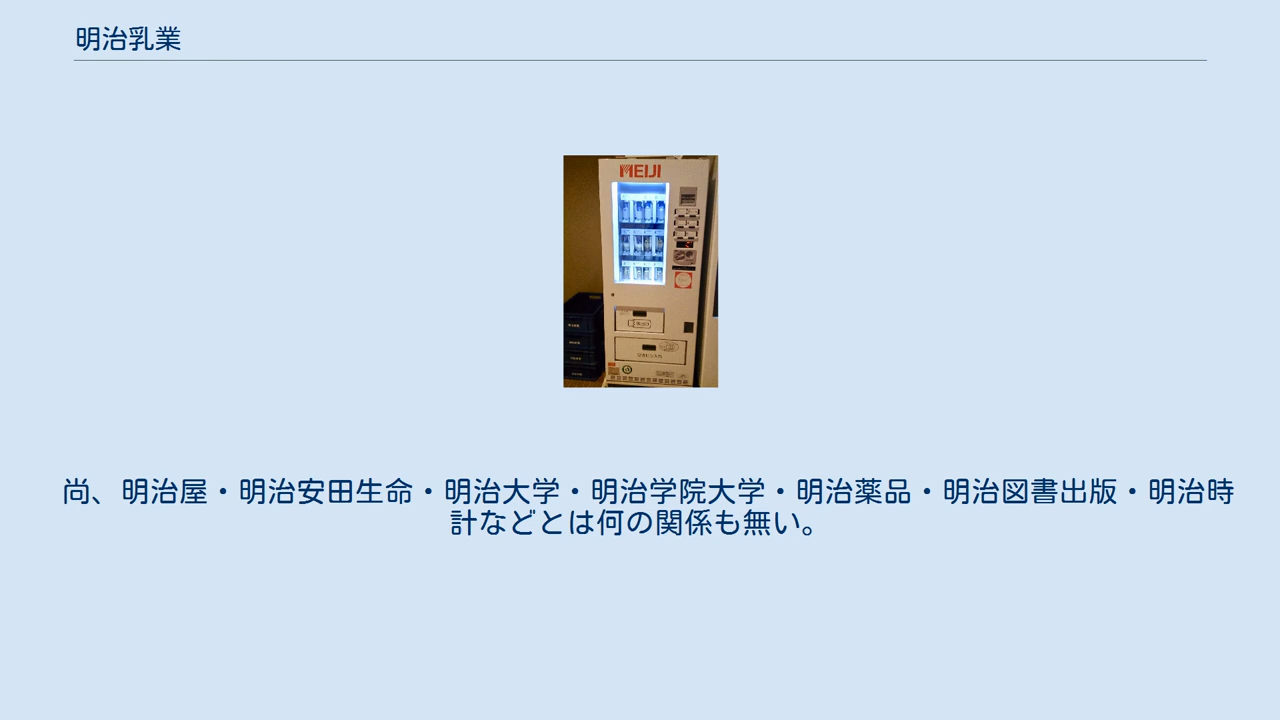 明治乳業
MEIJI
尚、明治屋・明治安田生命・明治大学・明治学院大学・明治薬品・明治図書出版・明治時
計などとは何の関係も無い。